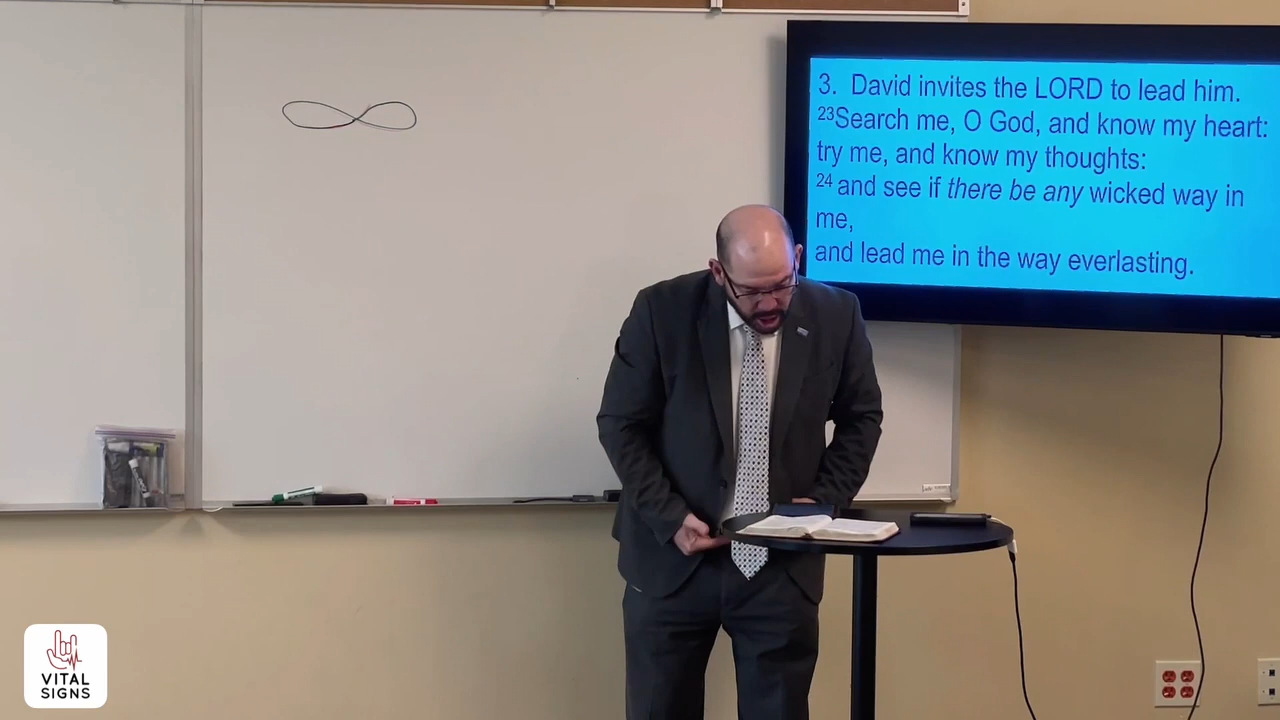 3. David invites the LORD to lead him.
23Search me, O God, and know my heart:
try me, and know my thoughts:
24 and see if there be any wicked way in
me,
and lead me in the way everlasting.
VITAL
SIGNS